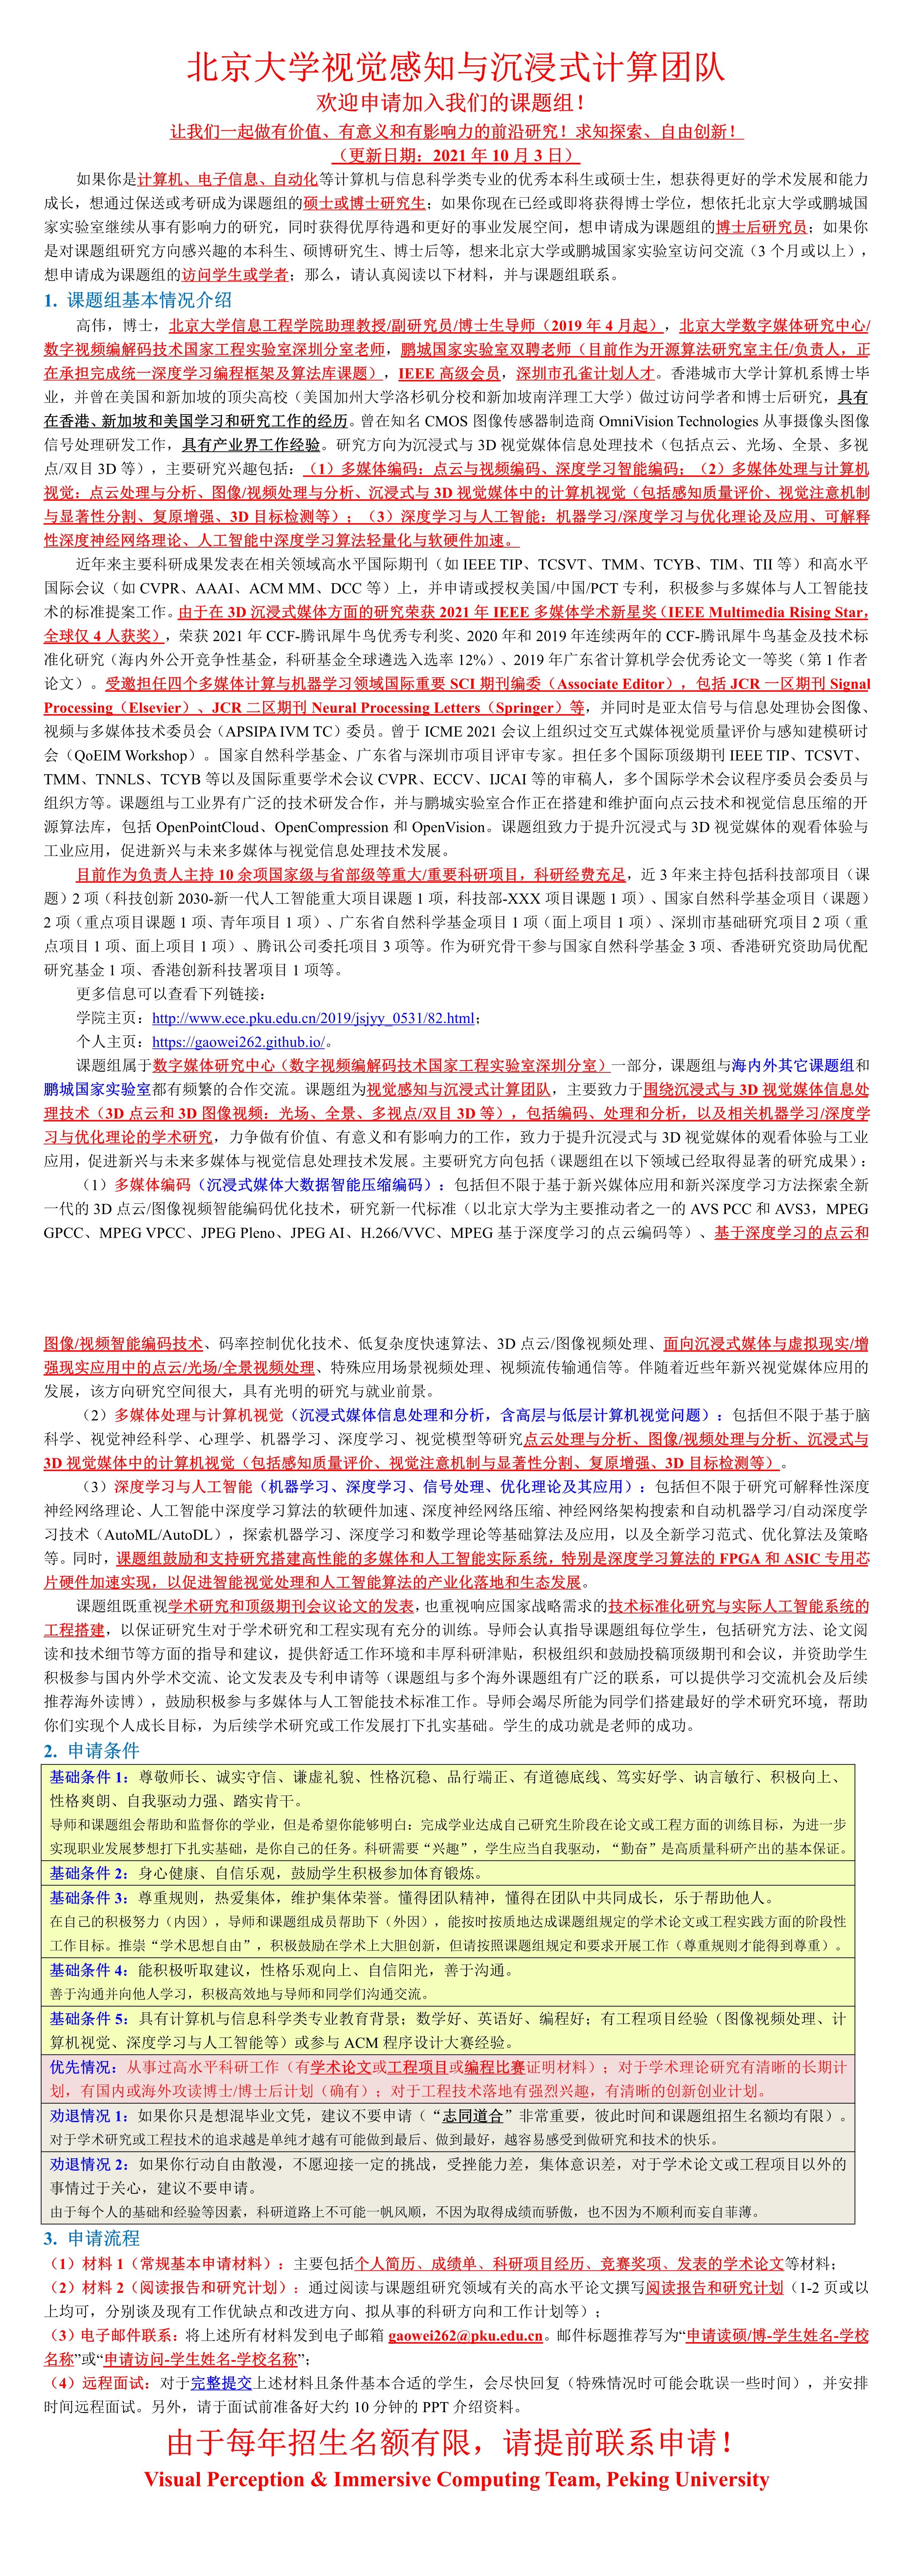 北京大学视觉感知与沉浸式计算团队
欢迎申请加入我们的课题组！
让我们一起做有价值、有意义和有影响力的前沿研究！求知探索、自由创新！
（更新日期：2021 年 10 月 3 日）
如果你是计算机、电子信息、自动化等计算机与信息科学类专业的优秀本科生或硕士生，想获得更好的学术发展和能力
成长，想通过保送或考研成为课题组的硕士或博士研究生；如果你现在已经或即将获得博士学位，想依托北京大学或鹏城国
家实验室继续从事有影响力的研究，同时获得优厚待遇和更好的事业发展空间，想申请成为课题组的博士后研究员；如果你
是对课题组研究方向感兴趣的本科生、硕博研究生、博士后等，想来北京大学或鹏城国家实验室访问交流（3 个月或以上），
想申请成为课题组的访问学生或学者；那么，请认真阅读以下材料，并与课题组联系。
1. 课题组基本情况介绍
高伟，博士，北京大学信息工程学院助理教授/副研究员/博士生导师（2019 年 4 月起），北京大学数字媒体研究中心/
数字视频编解码技术国家工程实验室深圳分室老师，鹏城国家实验室双聘老师（目前作为开源算法研究室主任/负责人，正
在承担完成统一深度学习编程框架及算法库课题），IEEE 高级会员，深圳市孔雀计划人才。香港城市大学计算机系博士毕
业，并曾在美国和新加坡的顶尖高校（美国加州大学洛杉矶分校和新加坡南洋理工大学）做过访问学者和博士后研究，具有
在香港、新加坡和美国学习和研究工作的经历。曾在知名 CMOS 图像传感器制造商 OmniVision Technologies 从事摄像头图像
信号处理研发工作，具有产业界工作经验。研究方向为沉浸式与 3D 视觉媒体信息处理技术（包括点云、光场、全景、多视
点/双目 3D 等），主要研究兴趣包括：（1）多媒体编码：点云与视频编码、深度学习智能编码；（2）多媒体处理与计算机
视觉：点云处理与分析、图像/视频处理与分析、沉浸式与 3D 视觉媒体中的计算机视觉（包括感知质量评价、视觉注意机制
与显著性分割、复原增强、3D 目标检测等）；（3）深度学习与人工智能：机器学习/深度学习与优化理论及应用、可解释
性深度神经网络理论、人工智能中深度学习算法轻量化与软硬件加速。
近年来主要科研成果发表在相关领域高水平国际期刊（如 IEEE TIP、TCSVT、TMM、TCYB、TIM、TII 等）和高水平
国际会议（如 CVPR、AAAI、ACM MM、DCC 等）上，并申请或授权美国/中国/PCT 专利，积极参与多媒体与人工智能技
术的标准提案工作。由于在 3D 沉浸式媒体方面的研究荣获 2021 年 IEEE 多媒体学术新星奖（IEEE Multimedia Rising Star，
全球仅 4 人获奖），荣获 2021 年 CCF-腾讯犀牛鸟优秀专利奖、2020 年和 2019 年连续两年的 CCF-腾讯犀牛鸟基金及技术标
准化研究（海内外公开竞争性基金，科研基金全球遴选入选率 12%）、2019 年广东省计算机学会优秀论文一等奖（第 1 作者
论文）。受邀担任四个多媒体计算与机器学习领域国际重要 SCI 期刊编委（Associate Editor），包括 JCR 一区期刊 Signal
Processing（Elsevier）、JCR 二区期刊 Neural Processing Letters（Springer）等，并同时是亚太信号与信息处理协会图像、
视频与多媒体技术委员会（APSIPA IVM TC）委员。曾于 ICME 2021 会议上组织过交互式媒体视觉质量评价与感知建模研讨
会（QoEIM Workshop）。国家自然科学基金、广东省与深圳市项目评审专家。担任多个国际顶级期刊 IEEE TIP、TCSVT、
TMM、TNNLS、TCYB 等以及国际重要学术会议 CVPR、ECCV、IJCAI 等的审稿人，多个国际学术会议程序委员会委员与
组织方等。课题组与工业界有广泛的技术研发合作，并与鹏城实验室合作正在搭建和维护面向点云技术和视觉信息压缩的开
源算法库，包括 OpenPointCloud、OpenCompression 和 OpenVision。课题组致力于提升沉浸式与 3D 视觉媒体的观看体验与
工业应用，促进新兴与未来多媒体与视觉信息处理技术发展。
目前作为负责人主持 10 余项国家级与省部级等重大/重要科研项目，科研经费充足，近 3 年来主持包括科技部项目（课
题）2 项（科技创新 2030-新一代人工智能重大项目课题 1 项，科技部-XXX 项目课题 1 项）、国家自然科学基金项目（课题）
2 项（重点项目课题 1 项、青年项目 1 项）、广东省自然科学基金项目 1 项（面上项目 1 项）、深圳市基础研究项目 2 项（重
点项目 1 项、面上项目 1 项）、腾讯公司委托项目 3 项等。作为研究骨干参与国家自然科学基金 3 项、香港研究资助局优配
研究基金 1 项、香港创新科技署项目 1 项等。
更多信息可以查看下列链接：
学院主页：http://www.ece.pku.edu.cn/2019/jsjyy_0531/82.html；
个人主页：https://gaowei262.github.io/。
课题组属于数字媒体研究中心（数字视频编解码技术国家工程实验室深圳分室）一部分，课题组与海内外其它课题组和
鹏城国家实验室都有频繁的合作交流。课题组为视觉感知与沉浸式计算团队，主要致力于围绕沉浸式与 3D 视觉媒体信息处
理技术（3D 点云和 3D 图像视频；光场、全景、多视点/双目 3D 等），包括编码、处理和分析，以及相关机器学习/深度学
习与优化理论的学术研究，力争做有价值、有意义和有影响力的工作，致力于提升沉浸式与 3D 视觉媒体的观看体验与工业
应用，促进新兴与未来多媒体与视觉信息处理技术发展。主要研究方向包括（课题组在以下领域已经取得显著的研究成果）：
（1）多媒体编码（沉浸式媒体大数据智能压缩编码）：包括但不限于基于新兴媒体应用和新兴深度学习方法探索全新
一代的 3D 点云/图像视频智能编码优化技术，研究新一代标准（以北京大学为主要推动者之一的 AVS PCC 和 AVS3，MPEG
GPCC、MPEG VPCC、JPEG Pleno、JPEG AI、H.266/VVC、MPEG 基于深度学习的点云编码等）、基于深度学习的点云和
图像/视频智能编码技术、码率控制优化技术、低复杂度快速算法、3D 点云/图像视频处理、面向沉浸式媒体与虚拟现实/增
强现实应用中的点云/光场/全景视频处理、特殊应用场景视频处理、视频流传输通信等。伴随着近些年新兴视觉媒体应用的
发展，该方向研究空间很大，具有光明的研究与就业前景。
（2）多媒体处理与计算机视觉（沉浸式媒体信息处理和分析，含高层与低层计算机视觉问题）：包括但不限于基于脑
科学、视觉神经科学、心理学、机器学习、深度学习、视觉模型等研究点云处理与分析、图像/视频处理与分析、沉浸式与
3D 视觉媒体中的计算机视觉（包括感知质量评价、视觉注意机制与显著性分割、复原增强、3D 目标检测等）。
（3）深度学习与人工智能（机器学习、深度学习、信号处理、优化理论及其应用）：包括但不限于研究可解释性深度
神经网络理论、人工智能中深度学习算法的软硬件加速、深度神经网络压缩、神经网络架构搜索和自动机器学习/自动深度学
习技术（AutoML/AutoDL），探索机器学习、深度学习和数学理论等基础算法及应用，以及全新学习范式、优化算法及策略
等。同时，课题组鼓励和支持研究搭建高性能的多媒体和人工智能实际系统，特别是深度学习算法的 FPGA 和 ASIC 专用芯
片硬件加速实现，以促进智能视觉处理和人工智能算法的产业化落地和生态发展。
课题组既重视学术研究和顶级期刊会议论文的发表，也重视响应国家战略需求的技术标准化研究与实际人工智能系统的
工程搭建，以保证研究生对于学术研究和工程实现有充分的训练。导师会认真指导课题组每位学生，包括研究方法、论文阅
读和技术细节等方面的指导和建议，提供舒适工作环境和丰厚科研津贴，积极组织和鼓励投稿顶级期刊和会议，并资助学生
积极参与国内外学术交流、论文发表及专利申请等（课题组与多个海外课题组有广泛的联系，可以提供学习交流机会及后续
推荐海外读博），鼓励积极参与多媒体与人工智能技术标准工作。导师会竭尽所能为同学们搭建最好的学术研究环境，帮助
你们实现个人成长目标，为后续学术研究或工作发展打下扎实基础。学生的成功就是老师的成功。
2. 申请条件
基础条件 1：尊敬师长、诚实守信、谦虚礼貌、性格沉稳、品行端正、有道德底线、笃实好学、讷言敏行、积极向上、
性格爽朗、自我驱动力强、踏实肯干。
导师和课题组会帮助和监督你的学业，但是希望你能够明白：完成学业达成自己研究生阶段在论文或工程方面的训练目标，为进一步
实现职业发展梦想打下扎实基础，是你自己的任务。科研需要“兴趣”，学生应当自我驱动，“勤奋”是高质量科研产出的基本保证。
基础条件 2：身心健康、自信乐观，鼓励学生积极参加体育锻炼。
基础条件 3：尊重规则，热爱集体，维护集体荣誉。懂得团队精神，懂得在团队中共同成长，乐于帮助他人。
在自己的积极努力（内因），导师和课题组成员帮助下（外因），能按时按质地达成课题组规定的学术论文或工程实践方面的阶段性
工作目标。推崇“学术思想自由”，积极鼓励在学术上大胆创新，但请按照课题组规定和要求开展工作（尊重规则才能得到尊重）。
基础条件 4：能积极听取建议，性格乐观向上、自信阳光，善于沟通。
善于沟通并向他人学习，积极高效地与导师和同学们沟通交流。
基础条件 5：具有计算机与信息科学类专业教育背景；数学好、英语好、编程好；有工程项目经验（图像视频处理、计
算机视觉、深度学习与人工智能等）或参与 ACM 程序设计大赛经验。
优先情况：从事过高水平科研工作（有学术论文或工程项目或编程比赛证明材料）；对于学术理论研究有清晰的长期计
划，有国内或海外攻读博士/博士后计划（确有）；对于工程技术落地有强烈兴趣，有清晰的创新创业计划。
劝退情况 1：如果你只是想混毕业文凭，建议不要申请（“志同道合”非常重要，彼此时间和课题组招生名额均有限）。
对于学术研究或工程技术的追求越是单纯才越有可能做到最后、做到最好，越容易感受到做研究和技术的快乐。
劝退情况 2：如果你行动自由散漫，不愿迎接一定的挑战，受挫能力差，集体意识差，对于学术论文或工程项目以外的
事情过于关心，建议不要申请。
由于每个人的基础和经验等因素，科研道路上不可能一帆风顺，不因为取得成绩而骄傲，也不因为不顺利而妄自菲薄。
3. 申请流程
（1）材料 1（常规基本申请材料）：主要包括个人简历、成绩单、科研项目经历、竞赛奖项、发表的学术论文等材料；
（2）材料 2（阅读报告和研究计划）：通过阅读与课题组研究领域有关的高水平论文撰写阅读报告和研究计划（1-2 页或以
上均可，分别谈及现有工作优缺点和改进方向、拟从事的科研方向和工作计划等）；
（3）电子邮件联系：将上述所有材料发到电子邮箱 gaowei262@pku.edu.cn。邮件标题推荐写为“申请读硕/博-学生姓名-学校
名称”或“申请访问-学生姓名-学校名称”；
（4）远程面试：对于完整提交上述材料且条件基本合适的学生，会尽快回复（特殊情况时可能会耽误一些时间），并安排
时间远程面试。另外，请于面试前准备好大约 10 分钟的 PPT 介绍资料。
由于每年招生名额有限，请提前联系申请！
Visual Perception & Immersive Computing Team, Peking University